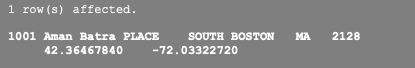 1 row(s) affected.
1001 Aman Batra PLACE SOUTH BOSTON MA 2128
42.36467840 -72.03322720